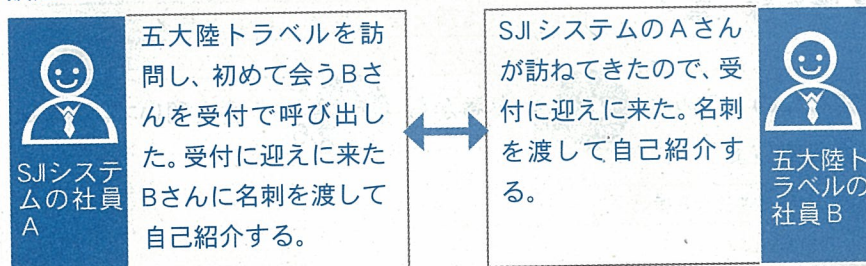 SJIシステムの社員A
五大陸トラベルを訪
問し、初めて会うBさ
んを受付で呼び出し
た。受付に迎えに来た
Bさんに名刺を渡して
自己紹介する。
SJIシステムのAさん
が訪ねてきたので、受
付に迎えに来た。名刺
を渡して自己紹介す
る。
五大陸ト
ラベルの
社員B